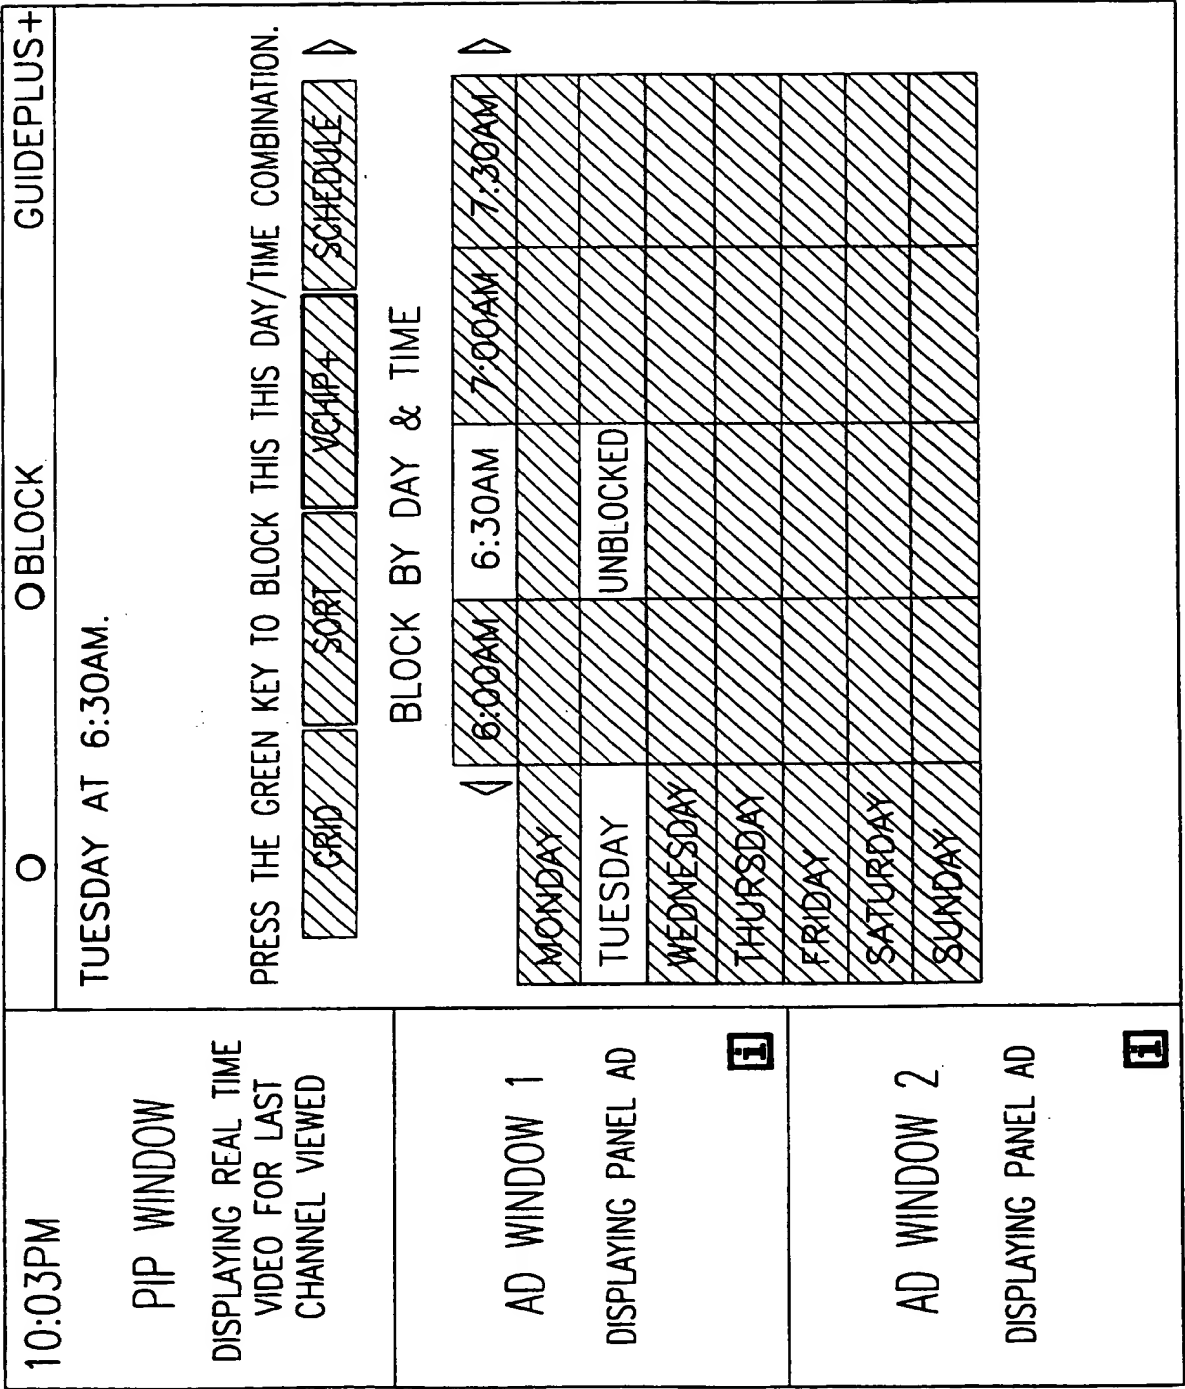 10:03PM
O
O BLOCK
GUIDEPLUS+
PIP WINDOW
DISPLAYING REAL TIME
VIDEO FOR LAST
CHANNEL VIEWED
AD WINDOW 1
DISPLAYING PANEL AD
i
AD WINDOW 2
DISPLAYING PANEL AD
i
TUESDAY AT 6:30AM.
PRESS THE GREEN KEY TO BLOCK THIS THIS DAY/TIME COMBINATION.
GRID SORT VCHIP+ SCHEDULE
BLOCK BY DAY & TIME
6:00AM 6:30AM 7:00AM 7:30AM
MONDAY
TUESDAY UNBLOCKED
WEDNESDAY
THURSDAY
FRIDAY
SATURDAY
SUNDAY